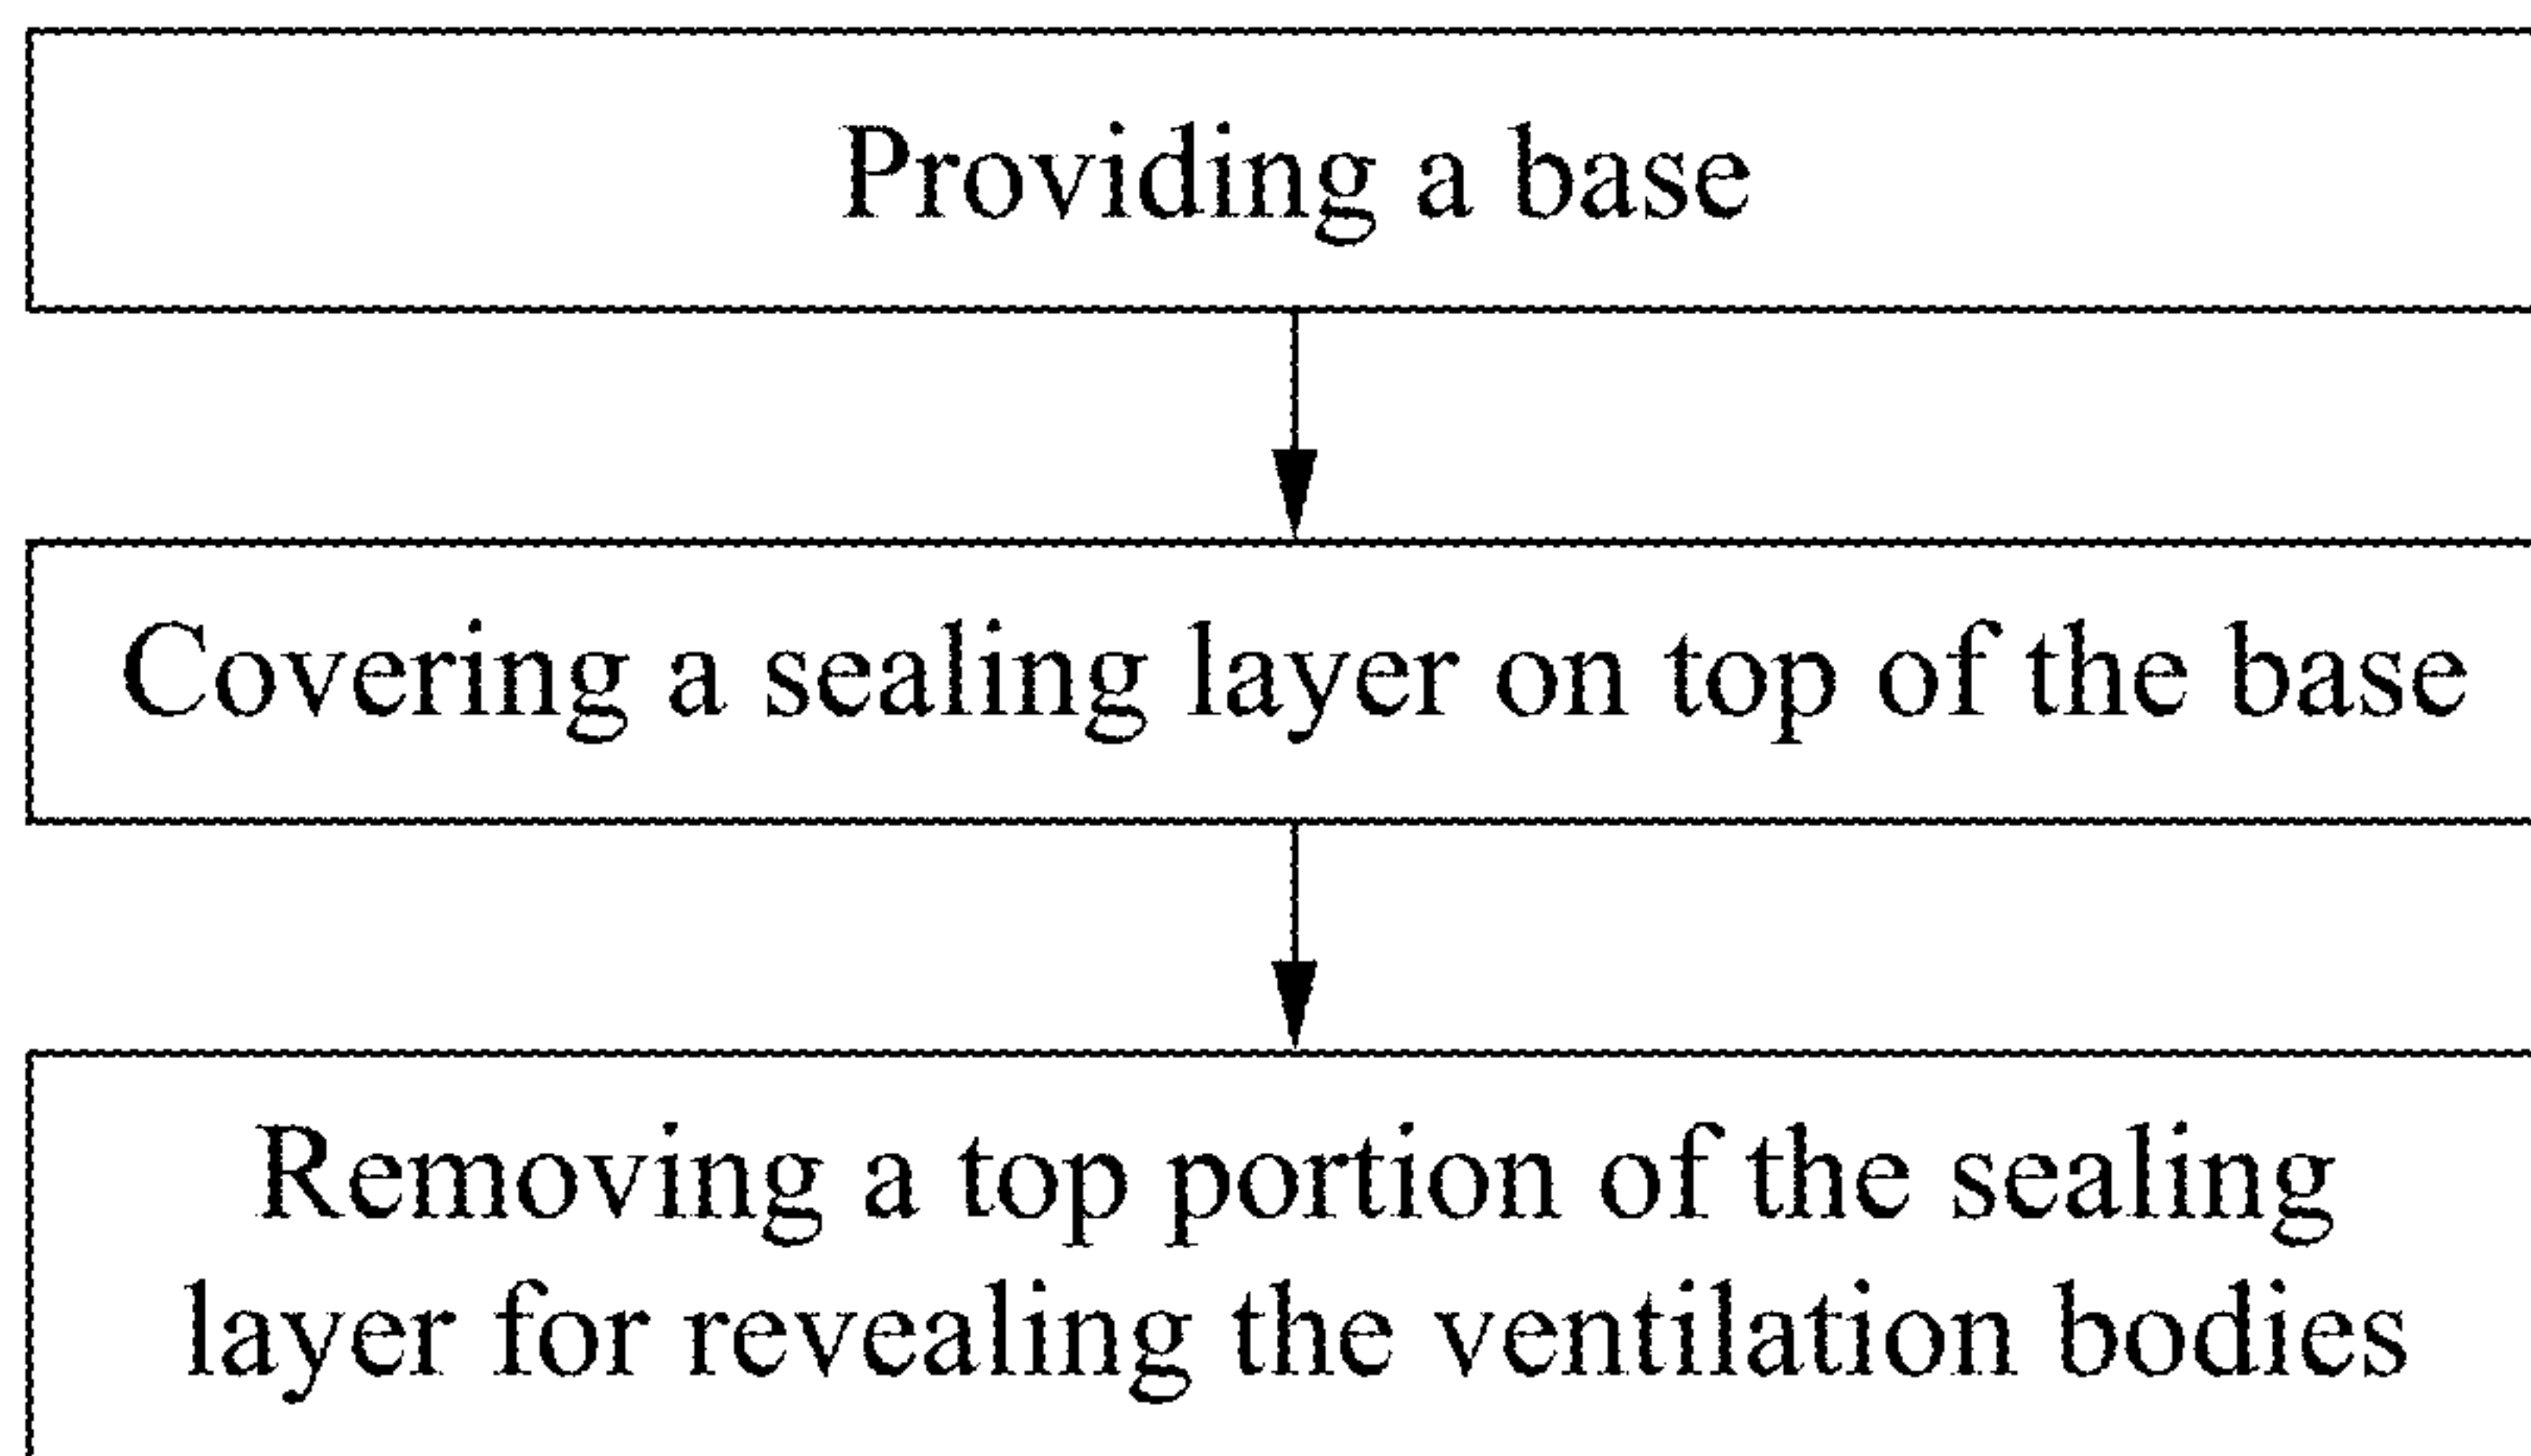 Providing a base
Covering a sealing layer on top of the base
Removing a top portion of the sealing
layer for revealing the ventilation bodies